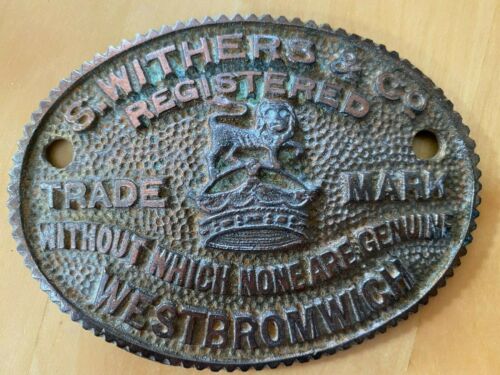 S. WITHERS & Co
REGISTERED
TRADE MARK
WITHOUT WHICH NONE ARE GENUINE
WESTBROMWICH